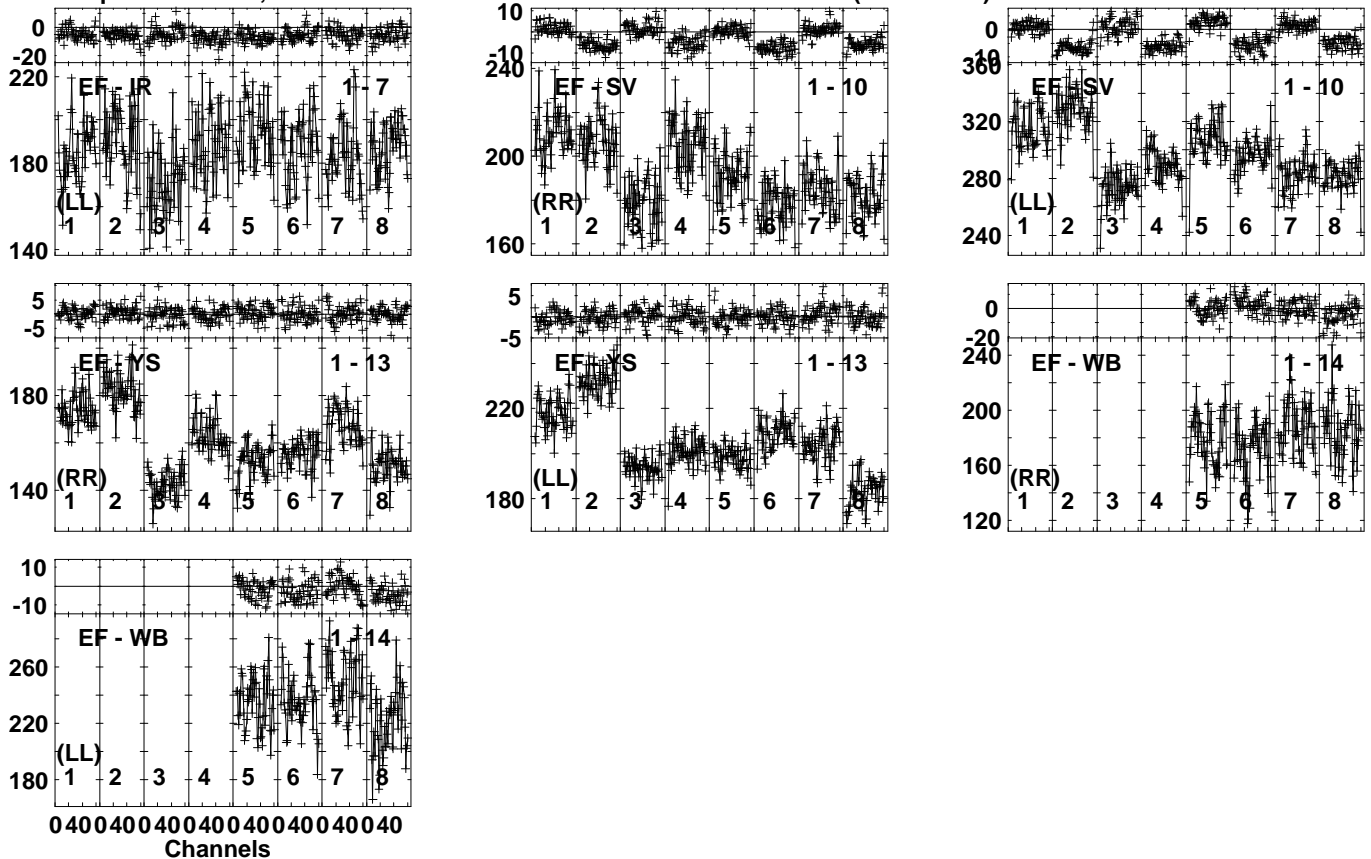 0
-20
220
180
140
EF - IR 1 - 7
(LL)
1 2 3 4 5 6 7 8
10
-10
240
200
160
EF - SV 1 - 10
(RR)
1 2 3 4 5 6 7 8
0
360
320
280
240
EF - SV 1 - 10
(LL)
1 2 3 4 5 6 7 8
5
-5
180
140
EF - YS 1 - 13
(RR)
1 2 3 4 5 6 7 8
5
-5
220
180
EF - YS 1 - 13
(LL)
1 2 3 4 5 6 7 8
0
-20
240
200
160
120
EF - WB 1 - 14
(RR)
1 2 3 4 5 6 7 8
10
-10
260
220
180
EF - WB 1 - 14
(LL)
1 2 3 4 5 6 7 8
0 40 0 40 0 40 0 40 0 40 0 40 0 40 0 40
Channels